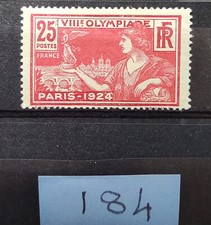 VIIIE OLYMPIADE
25 RF
POSTES
FRANCE
PARIS-1924
184